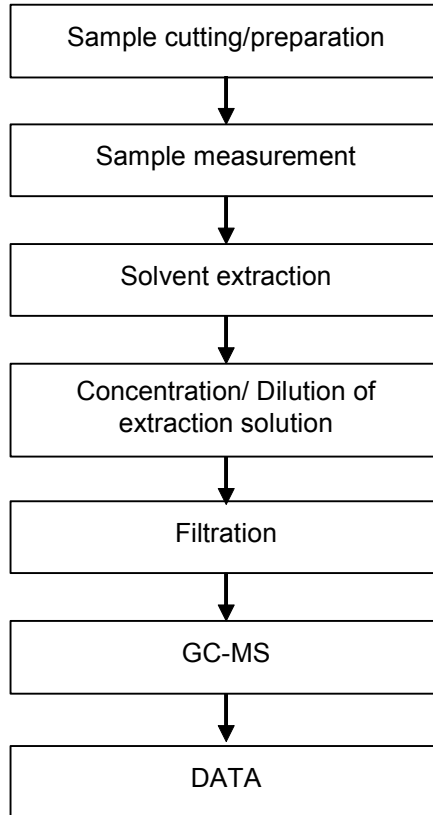 Sample cutting/preparation
Sample measurement
Solvent extraction
Concentration/ Dilution of
extraction solution
Filtration
GC-MS
DATA